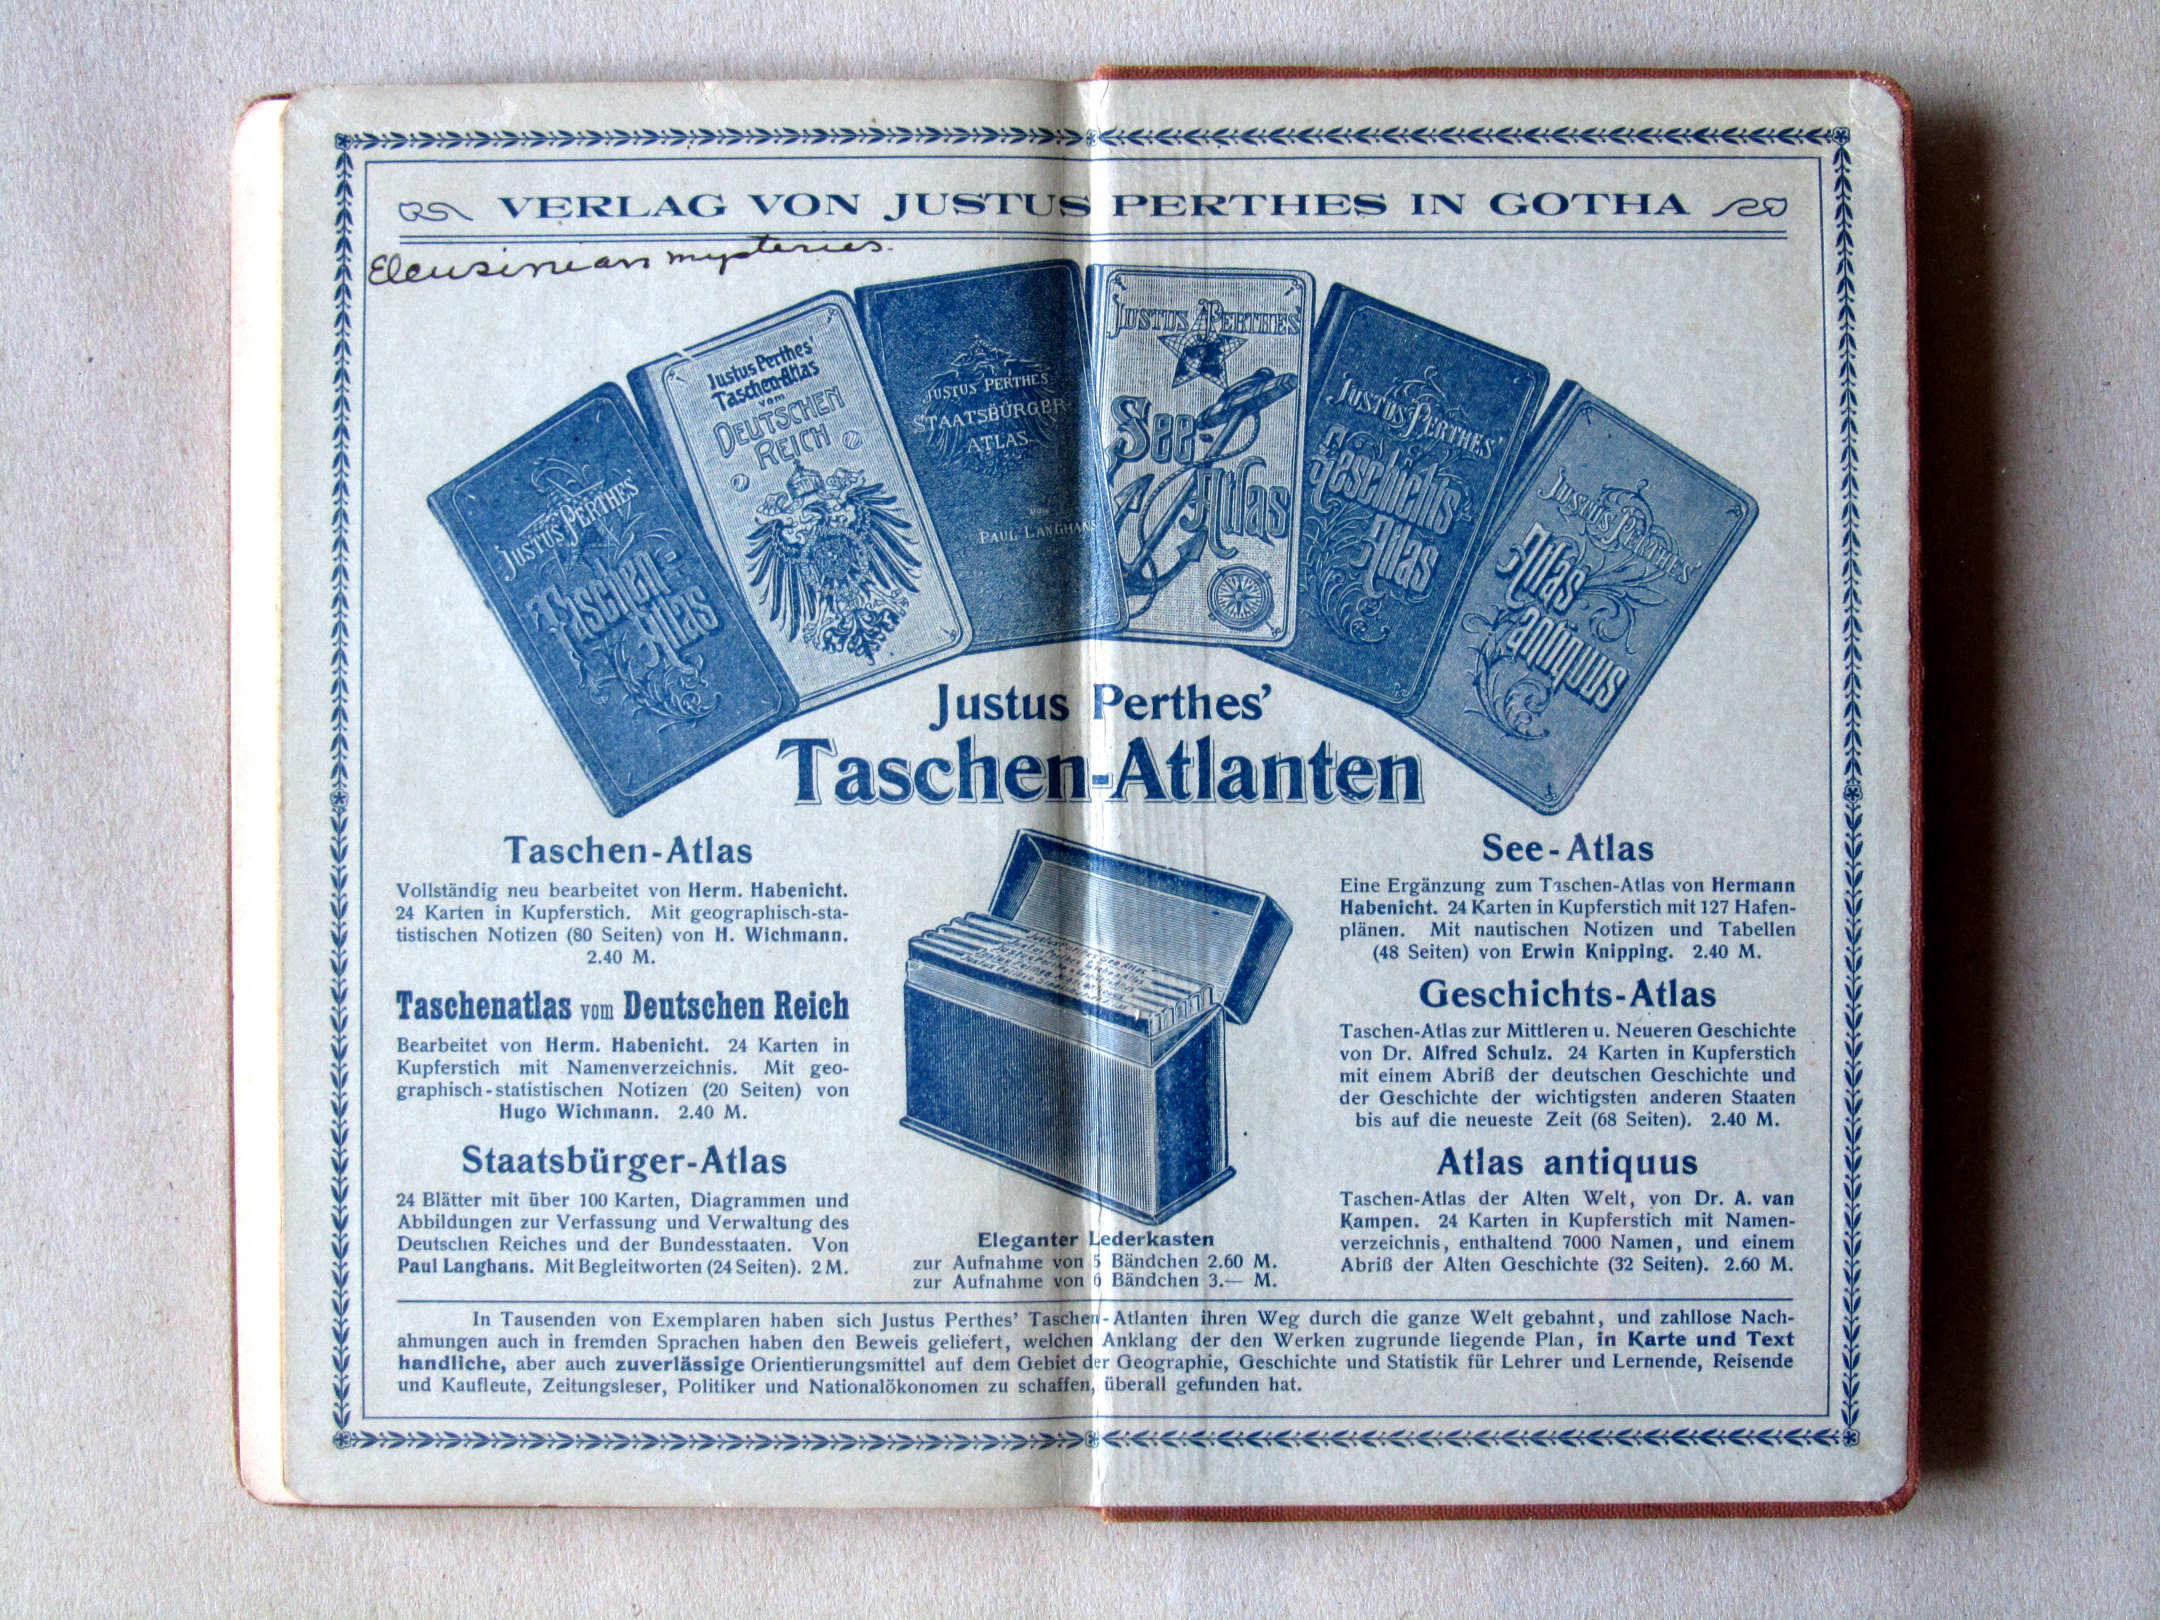 VERLAG VON JUSTUS PERTHES IN GOTHA
Eleusinian mysteries.
JUSTUS PERTHES'
Taschen-
Atlas
Justus Perthes'
Taschen-Atlas
vom
DEUTSCHEN
REICH
JUSTUS PERTHES'
STAATSBÜRGER-
ATLAS
VON
PAUL LANGHANS
JUSTUS PERTHES'
See-
Atlas
JUSTUS PERTHES'
Geschichts-
Atlas
JUSTUS PERTHES'
Atlas
antiquus
Justus Perthes'
Taschen-Atlanten
Taschen-Atlas
Vollständig neu bearbeitet von Herm. Habenicht.
24 Karten in Kupferstich. Mit geographisch-sta-
tistischen Notizen (80 Seiten) von H. Wichmann.
2.40 M.
Taschenatlas vom Deutschen Reich
Bearbeitet von Herm. Habenicht. 24 Karten in
Kupferstich mit Namenverzeichnis. Mit geo-
graphisch-statistischen Notizen (20 Seiten) von
Hugo Wichmann. 2.40 M.
Staatsbürger-Atlas
24 Blätter mit über 100 Karten, Diagrammen und
Abbildungen zur Verfassung und Verwaltung des
Deutschen Reiches und der Bundesstaaten. Von
Paul Langhans. Mit Begleitworten (24 Seiten). 2 M.
Eleganter Lederkasten
zur Aufnahme von 5 Bändchen 2.60 M.
zur Aufnahme von 6 Bändchen 3.— M.
See-Atlas
Eine Ergänzung zum Taschen-Atlas von Hermann
Habenicht. 24 Karten in Kupferstich mit 127 Hafen-
plänen. Mit nautischen Notizen und Tabellen
(48 Seiten) von Erwin Knipping. 2.40 M.
Geschichts-Atlas
Taschen-Atlas zur Mittleren u. Neueren Geschichte
von Dr. Alfred Schulz. 24 Karten in Kupferstich
mit einem Abriß der deutschen Geschichte und
der Geschichte der wichtigsten anderen Staaten
bis auf die neueste Zeit (68 Seiten). 2.40 M.
Atlas antiquus
Taschen-Atlas der Alten Welt, von Dr. A. van
Kampen. 24 Karten in Kupferstich mit Namen-
verzeichnis, enthaltend 7000 Namen, und einem
Abriß der Alten Geschichte (32 Seiten). 2.60 M.
In Tausenden von Exemplaren haben sich Justus Perthes' Taschen-Atlanten ihren Weg durch die ganze Welt gebahnt, und zahllose Nach-
ahmungen auch in fremden Sprachen haben den Beweis geliefert, welchen Anklang der den Werken zugrunde liegende Plan, in Karte und Text
handliche, aber auch zuverlässige Orientierungsmittel auf dem Gebiet der Geographie, Geschichte und Statistik für Lehrer und Lernende, Reisende
und Kaufleute, Zeitungsleser, Politiker und Nationalökonomen zu schaffen, überall gefunden hat.